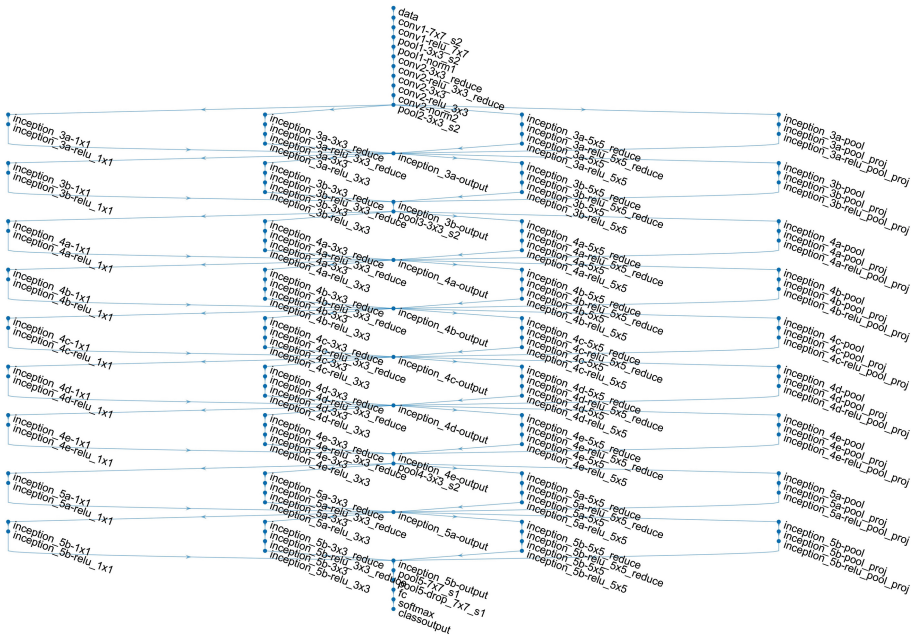 data
conv1-7x7_s2
conv1-relu_7x7
pool1-3x3_s2
pool1-norm1
conv2-3x3_reduce
conv2-relu_3x3_reduce
conv2-3x3
conv2-relu_3x3
conv2-norm2
pool2-3x3_s2
inception_3a-1x1
inception_3a-relu_1x1
inception_3a-3x3_reduce
inception_3a-relu_3x3_reduce
inception_3a-3x3
inception_3a-relu_3x3
inception_3a-5x5_reduce
inception_3a-relu_5x5_reduce
inception_3a-5x5
inception_3a-relu_5x5
inception_3a-pool
inception_3a-pool_proj
inception_3a-relu_pool_proj
inception_3a-output
inception_3b-1x1
inception_3b-relu_1x1
inception_3b-3x3_reduce
inception_3b-relu_3x3_reduce
inception_3b-3x3
inception_3b-relu_3x3
inception_3b-5x5_reduce
inception_3b-relu_5x5_reduce
inception_3b-5x5
inception_3b-relu_5x5
inception_3b-pool
inception_3b-pool_proj
inception_3b-relu_pool_proj
inception_3b-output
pool3-3x3_s2
inception_4a-1x1
inception_4a-relu_1x1
inception_4a-3x3_reduce
inception_4a-relu_3x3_reduce
inception_4a-3x3
inception_4a-relu_3x3
inception_4a-5x5_reduce
inception_4a-relu_5x5_reduce
inception_4a-5x5
inception_4a-relu_5x5
inception_4a-pool
inception_4a-pool_proj
inception_4a-relu_pool_proj
inception_4a-output
inception_4b-1x1
inception_4b-relu_1x1
inception_4b-3x3_reduce
inception_4b-relu_3x3_reduce
inception_4b-3x3
inception_4b-relu_3x3
inception_4b-5x5_reduce
inception_4b-relu_5x5_reduce
inception_4b-5x5
inception_4b-relu_5x5
inception_4b-pool
inception_4b-pool_proj
inception_4b-relu_pool_proj
inception_4b-output
inception_4c-1x1
inception_4c-relu_1x1
inception_4c-3x3_reduce
inception_4c-relu_3x3_reduce
inception_4c-3x3
inception_4c-relu_3x3
inception_4c-5x5_reduce
inception_4c-relu_5x5_reduce
inception_4c-5x5
inception_4c-relu_5x5
inception_4c-pool
inception_4c-pool_proj
inception_4c-relu_pool_proj
inception_4c-output
inception_4d-1x1
inception_4d-relu_1x1
inception_4d-3x3_reduce
inception_4d-relu_3x3_reduce
inception_4d-3x3
inception_4d-relu_3x3
inception_4d-5x5_reduce
inception_4d-relu_5x5_reduce
inception_4d-5x5
inception_4d-relu_5x5
inception_4d-pool
inception_4d-pool_proj
inception_4d-relu_pool_proj
inception_4d-output
inception_4e-1x1
inception_4e-relu_1x1
inception_4e-3x3_reduce
inception_4e-relu_3x3_reduce
inception_4e-3x3
inception_4e-relu_3x3
inception_4e-5x5_reduce
inception_4e-relu_5x5_reduce
inception_4e-5x5
inception_4e-relu_5x5
inception_4e-pool
inception_4e-pool_proj
inception_4e-relu_pool_proj
inception_4e-output
pool4-3x3_s2
inception_5a-1x1
inception_5a-relu_1x1
inception_5a-3x3_reduce
inception_5a-relu_3x3_reduce
inception_5a-3x3
inception_5a-relu_3x3
inception_5a-5x5_reduce
inception_5a-relu_5x5_reduce
inception_5a-5x5
inception_5a-relu_5x5
inception_5a-pool
inception_5a-pool_proj
inception_5a-relu_pool_proj
inception_5a-output
inception_5b-1x1
inception_5b-relu_1x1
inception_5b-3x3_reduce
inception_5b-relu_3x3_reduce
inception_5b-3x3
inception_5b-relu_3x3
inception_5b-5x5_reduce
inception_5b-relu_5x5_reduce
inception_5b-5x5
inception_5b-relu_5x5
inception_5b-pool
inception_5b-pool_proj
inception_5b-relu_pool_proj
inception_5b-output
pool5-7x7_s1
pool5-drop_7x7_s1
fc
softmax
classoutput